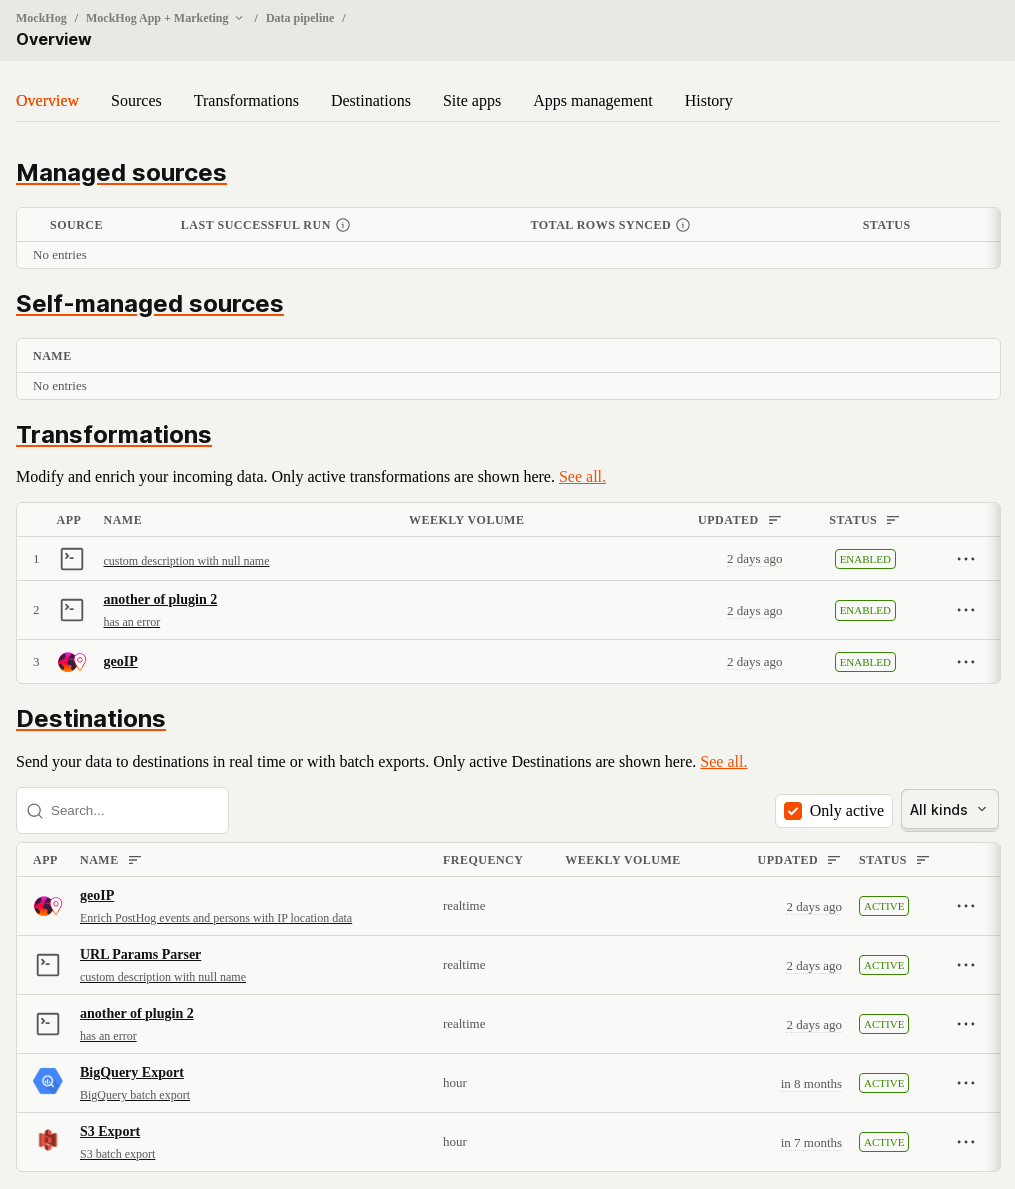 MockHog / MockHog App + Marketing / Data pipeline /
Overview
Overview Sources Transformations Destinations Site apps Apps management History
Managed sources
SOURCE LAST SUCCESSFUL RUN TOTAL ROWS SYNCED STATUS
No entries
Self-managed sources
NAME
No entries
Transformations
Modify and enrich your incoming data. Only active transformations are shown here. See all.
APP NAME WEEKLY VOLUME UPDATED STATUS
1 custom description with null name 2 days ago ENABLED
another of plugin 2
2 2 days ago ENABLED
has an error
3 geoIP 2 days ago ENABLED
Destinations
Send your data to destinations in real time or with batch exports. Only active Destinations are shown here. See all.
Search... Only active All kinds
APP NAME FREQUENCY WEEKLY VOLUME UPDATED STATUS
geoIP
realtime 2 days ago ACTIVE
Enrich PostHog events and persons with IP location data
URL Params Parser
realtime 2 days ago ACTIVE
custom description with null name
another of plugin 2
realtime 2 days ago ACTIVE
has an error
BigQuery Export
hour in 8 months ACTIVE
BigQuery batch export
S3 Export
hour in 7 months ACTIVE
S3 batch export